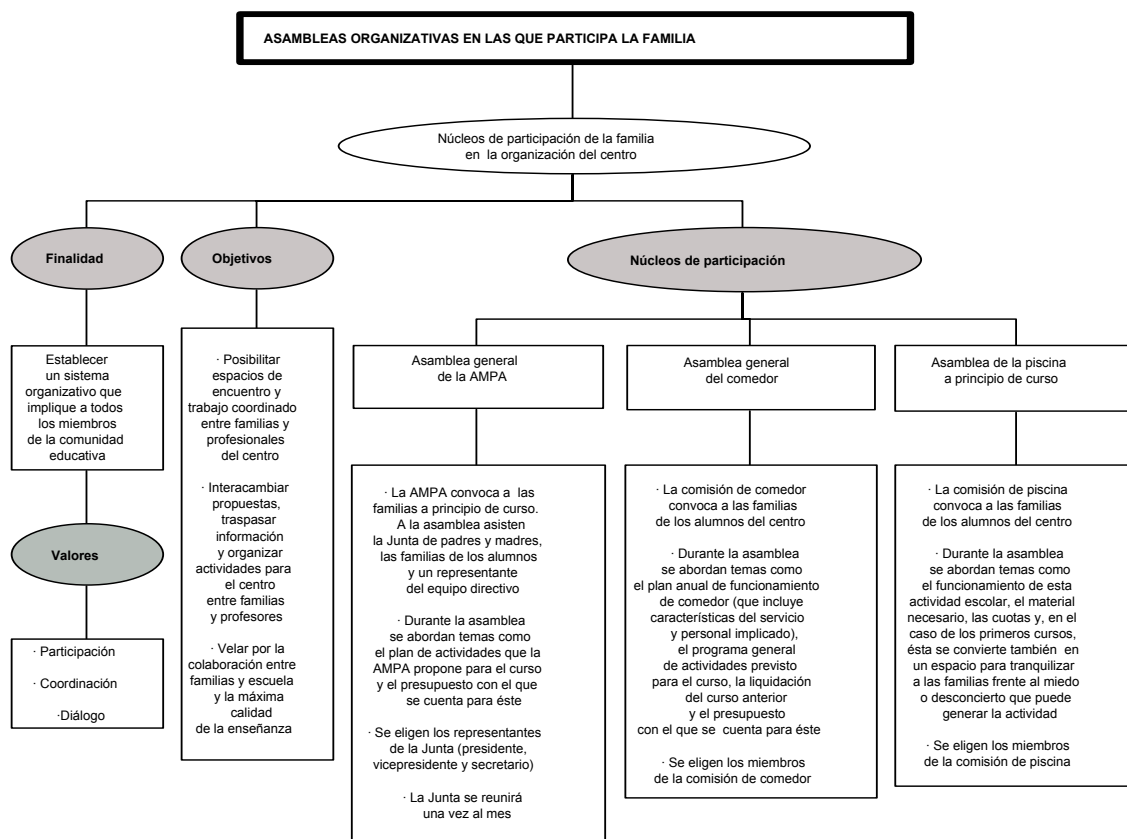 ASAMBLEAS ORGANIZATIVAS EN LAS QUE PARTICIPA LA FAMILIA
Núcleos de participación de la familia
en la organización del centro
Finalidad
Establecer
un sistema
organizativo que
implique a todos
los miembros
de la comunidad
educativa
Valores
· Participación
· Coordinación
·Diálogo
Objetivos
· Posibilitar
espacios de
encuentro y
trabajo coordinado
entre familias y
profesionales
del centro
· Interacambiar
propuestas,
traspasar
información
y organizar
actividades para
el centro
entre familias
y profesores
· Velar por la
colaboración entre
familias y escuela
y la máxima
calidad
de la enseñanza
Núcleos de participación
Asamblea general
de la AMPA
· La AMPA convoca a las
familias a principio de curso.
A la asamblea asisten
la Junta de padres y madres,
las familias de los alumnos
y un representante
del equipo directivo
· Durante la asamblea
se abordan temas como
el plan de actividades que la
AMPA propone para el curso
y el presupuesto con el que
se cuenta para éste
· Se eligen los representantes
de la Junta (presidente,
vicepresidente y secretario)
· La Junta se reunirá
una vez al mes
Asamblea general
del comedor
· La comisión de comedor
convoca a las familias
de los alumnos del centro
· Durante la asamblea
se abordan temas como
el plan anual de funcionamiento
de comedor (que incluye
características del servicio
y personal implicado),
el programa general
de actividades previsto
para el curso, la liquidación
del curso anterior
y el presupuesto
con el que se cuenta para éste
· Se eligen los miembros
de la comisión de comedor
Asamblea de la piscina
a principio de curso
· La comisión de piscina
convoca a las familias
de los alumnos del centro
· Durante la asamblea
se abordan temas como
el funcionamiento de esta
actividad escolar, el material
necesario, las cuotas y, en el
caso de los primeros cursos,
ésta se convierte también en
un espacio para tranquilizar
a las familias frente al miedo
o desconcierto que puede
generar la actividad
· Se eligen los miembros
de la comisión de piscina